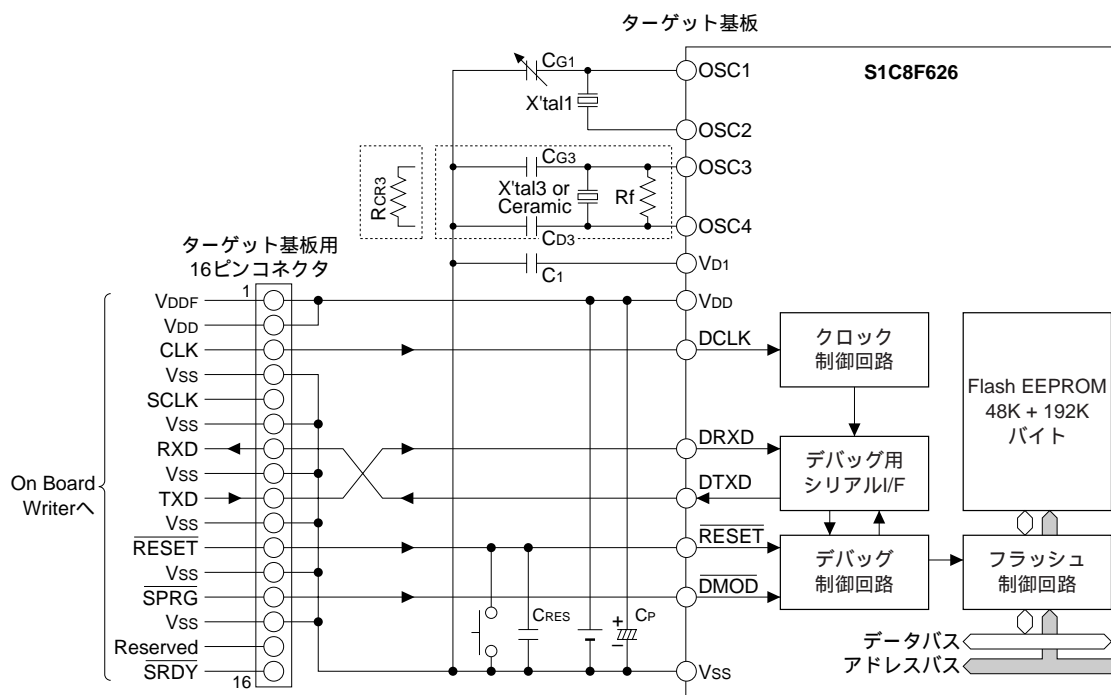 ターゲット基板
S1C8F626
CG1
X'tal1
OSC1
OSC2
RCR3
CG3
X'tal3 or
Ceramic
Rf
CD3
OSC3
OSC4
C1
VD1
ターゲット基板用
16ピンコネクタ
1
VDDF
VDD
CLK
VSS
SCLK
VSS
RXD
VSS
TXD
VSS
RESET
VSS
SPRG
VSS
Reserved
SRDY
16
On Board
Writerへ
CRES
+
CP
−
VDD
DCLK
DRXD
DTXD
RESET
DMOD
VSS
クロック
制御回路
デバッグ用
シリアルI/F
デバッグ
制御回路
Flash EEPROM
48K + 192K
バイト
フラッシュ
制御回路
データバス
アドレスバス